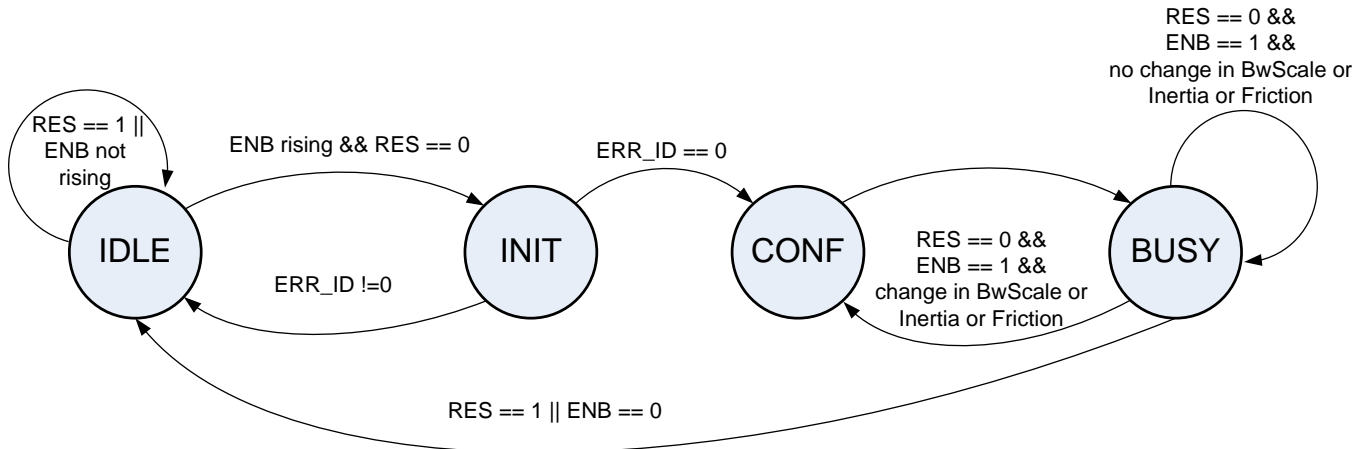 RES == 0 &&
ENB == 1 &&
no change in BwScale or
Inertia or Friction
RES == 1 ||
ENB not
rising
ENB rising && RES == 0
ERR_ID == 0
IDLE
INIT
CONF
BUSY
RES == 0 &&
ENB == 1 &&
change in BwScale or
Inertia or Friction
ERR_ID !=0
RES == 1 || ENB == 0